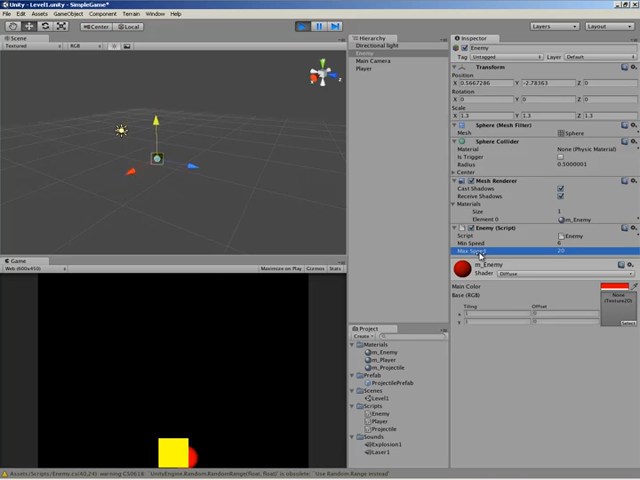 Unity - Level1.unity - SimpleGame*
File Edit Assets GameObject Component Terrain Window Help
Center Local Layers Layout
Scene
Textured RGB
Game
Web (600x450) Maximize on Play Gizmos
Hierarchy
Directional light
Enemy
Main Camera
Player
Project
Create
Materials
m_Enemy
m_Player
m_Projectile
Prefab
ProjectilePrefab
Scenes
Level1
Scripts
Enemy
Player
Projectile
Sounds
Explosion1
Laser1
Inspector
Enemy
Tag Untagged Layer Default
Transform
Position
X 0.5667286 Y -2.78363 Z 0
Rotation
X 0 Y 0 Z 0
Scale
X 1.3 Y 1.3 Z 1.3
Sphere (Mesh Filter)
Mesh Sphere
Sphere Collider
Material None (Physic Material)
Is Trigger
Radius 0.5000001
Center
Mesh Renderer
Cast Shadows
Receive Shadows
Materials
Size 1
Element 0 m_Enemy
Enemy (Script)
Script Enemy
Min Speed 6
Max Speed 20
m_Enemy
Shader Diffuse
Main Color
Base (RGB) None (Texture2D)
Tiling Offset
x 1 0
y 1 0
Select
Assets/Scripts/Enemy.cs(40,24): warning CS0618: `UnityEngine.Random.RandomRange(float, float)' is obsolete: `Use Random.Range instead'